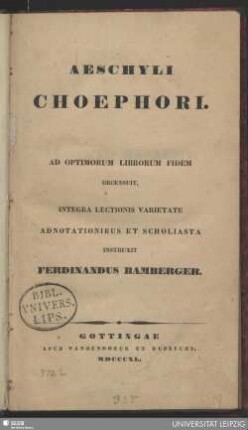 AESCHYLI
CHOEPHORI.
AD OPTIMORUM LIBRORUM FIDEM
RECENSUIT,
INTEGRA LECTIONIS VARIETATE
ADNOTATIONIBUS ET SCHOLIASTA
INSTRUXIT
FERDINANDUS BAMBERGER.
BIBL.
UNIVERS.
LIPS.
GOTTINGAE
APUD VANDENHOECK ET RUPRECHT,
MDCCCXL.
UNIVERSITÄT LEIPZIG